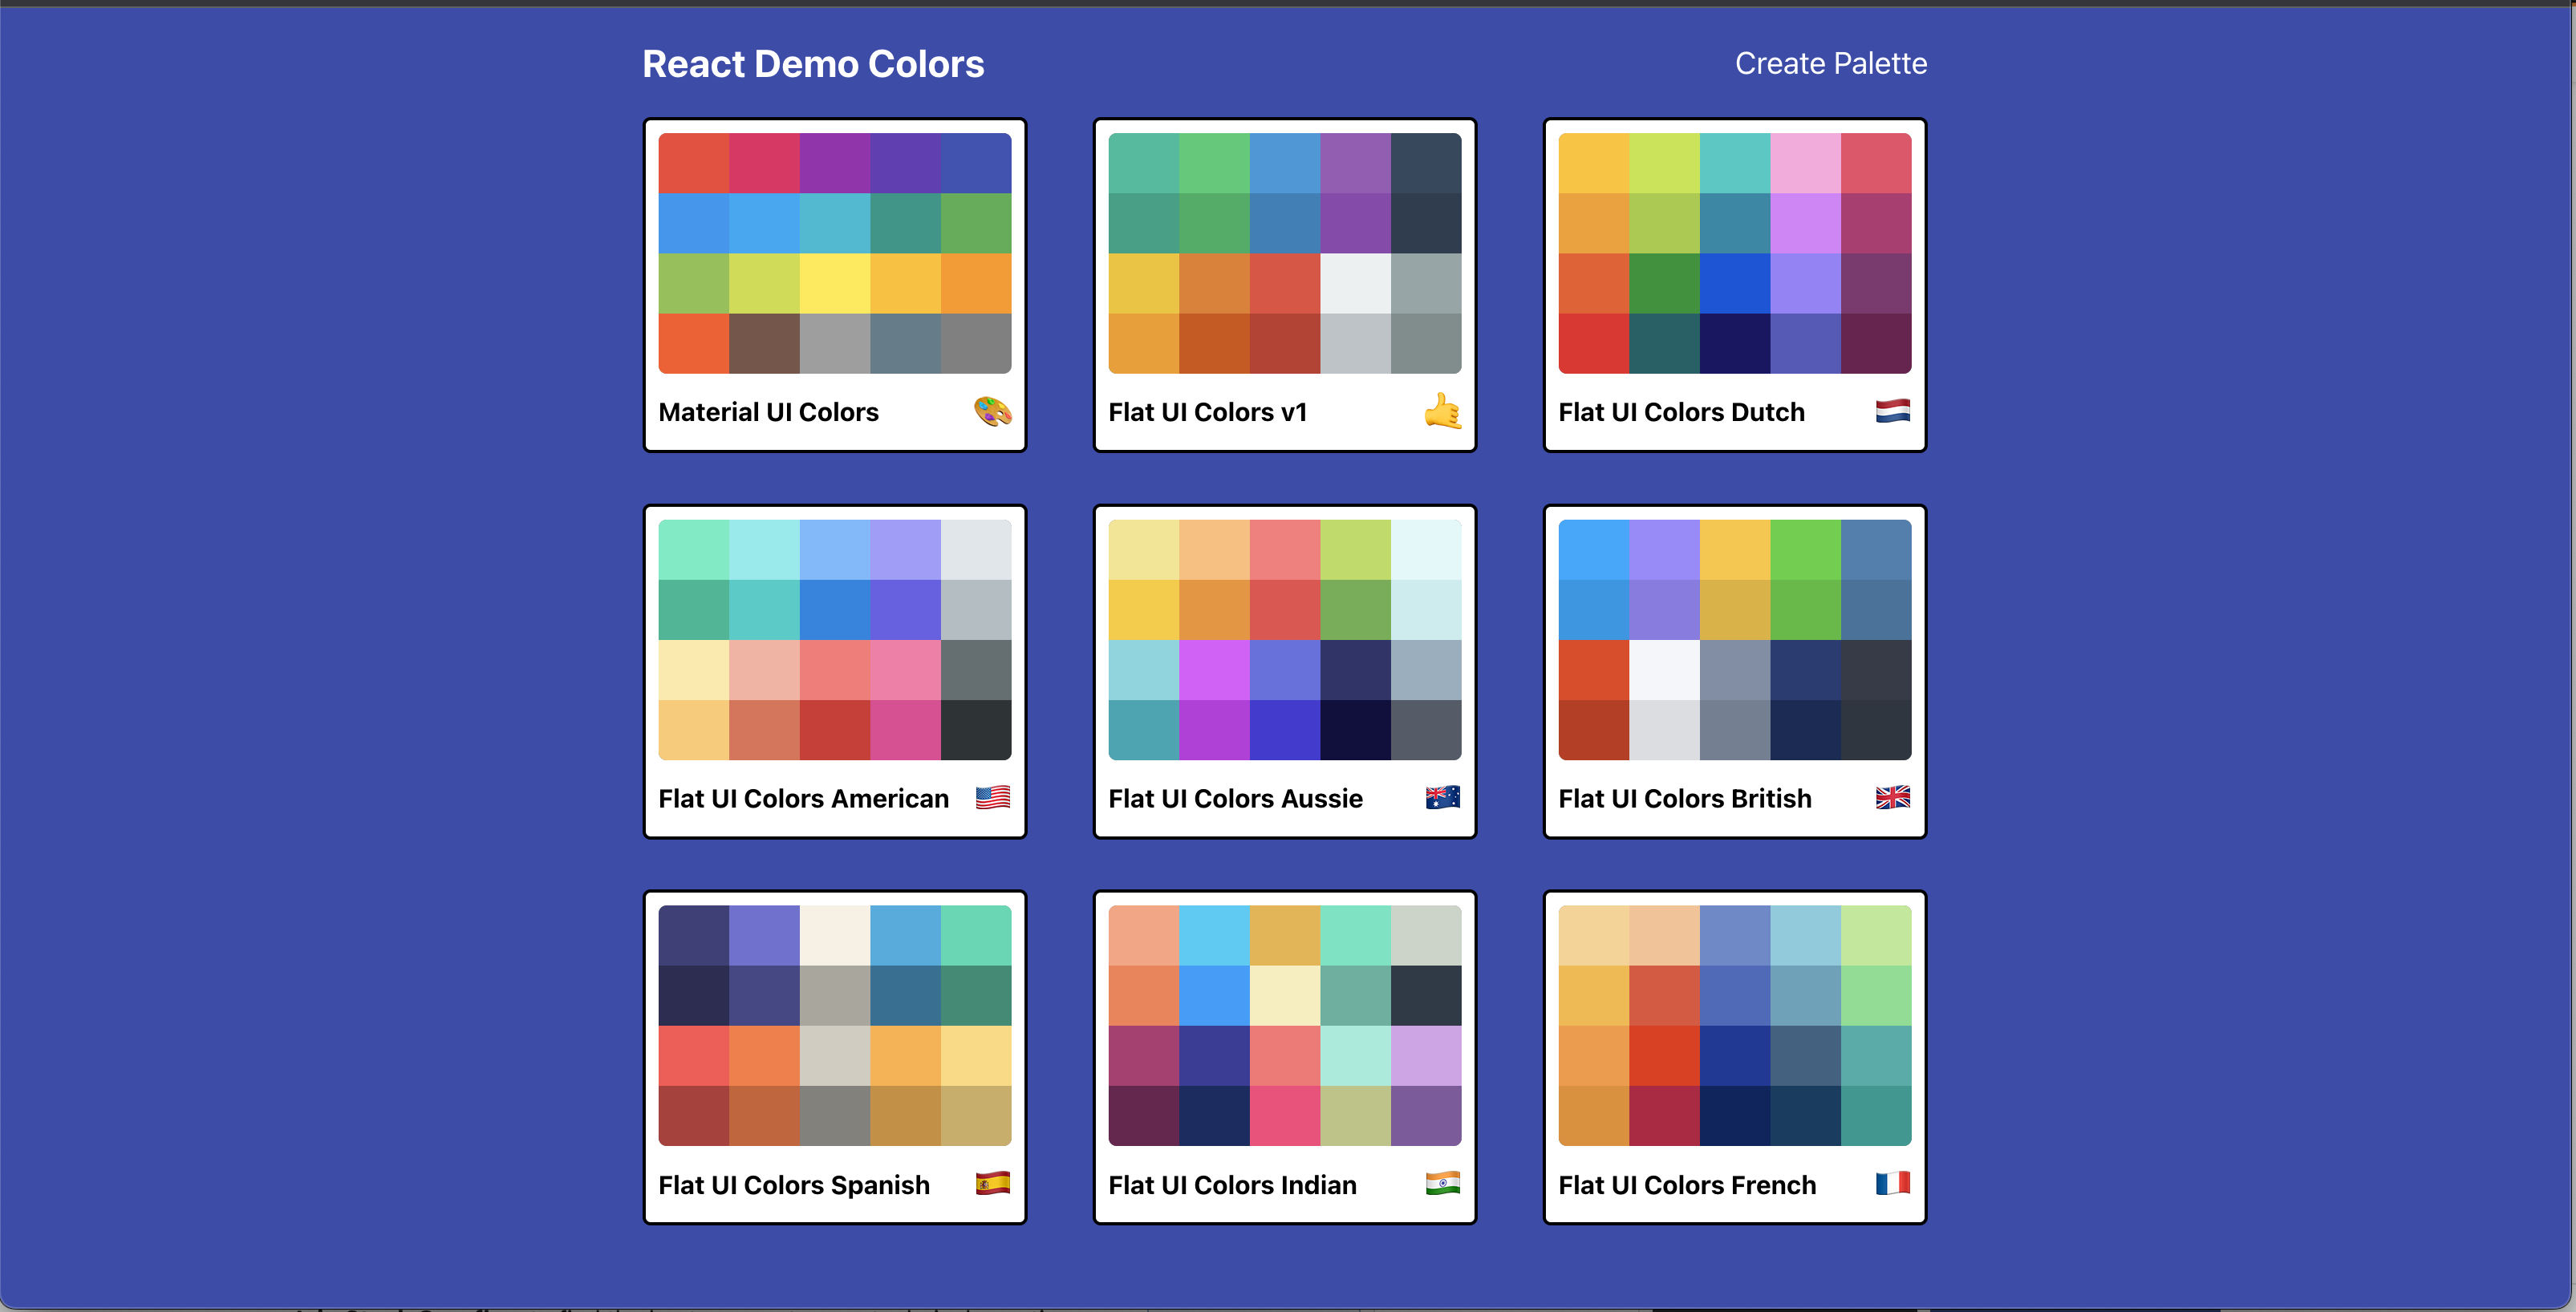 React Demo Colors
Create Palette
Material UI Colors
Flat UI Colors v1
Flat UI Colors Dutch
Flat UI Colors American
Flat UI Colors Aussie
Flat UI Colors British
Flat UI Colors Spanish
Flat UI Colors Indian
Flat UI Colors French